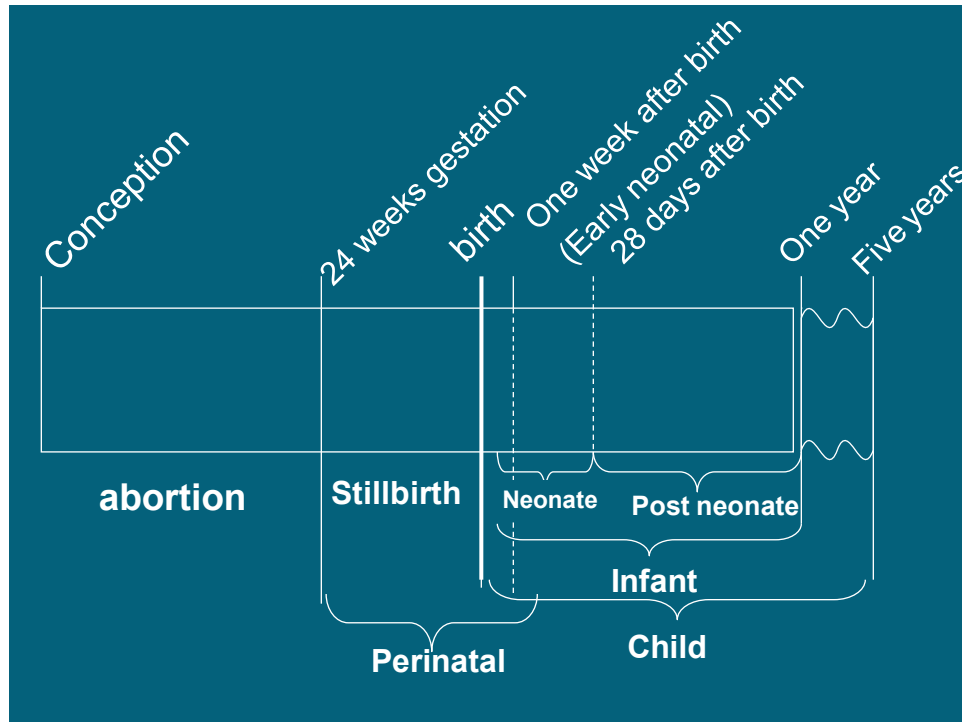 Conception
24 weeks gestation
birth
One week after birth
(Early neonatal)
28 days after birth
One year
Five years
abortion
Stillbirth
Neonate
Post neonate
Infant
Child
Perinatal